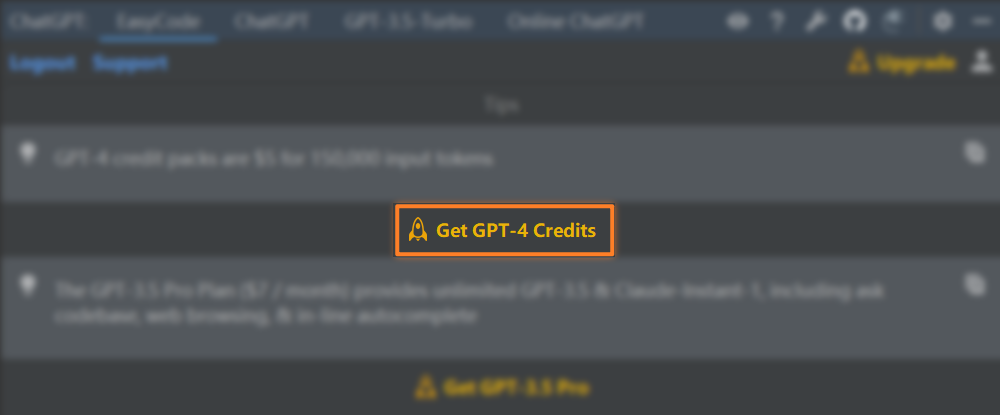 ChatGPT: EasyCode ChatGPT GPT-3.5-Turbo Online ChatGPT
Logout Support Upgrade
Tips
GPT-4 credit packs are $5 for 150,000 input tokens
Get GPT-4 Credits
The GPT-3.5 Pro Plan ($7 / month) provides unlimited GPT-3.5 & Claude-Instant-1, including ask
codebase, web browsing, & in-line autocomplete
Get GPT-3.5 Pro